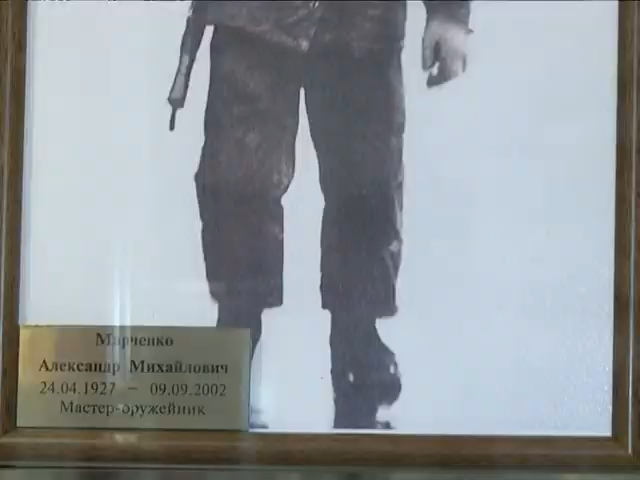 Марченко
Александр Михайлович
24.04.1927 – 09.09.2002
Мастер-оружейник